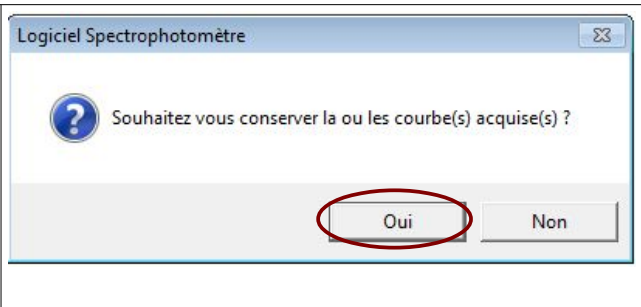 Logiciel Spectrophotomètre
Souhaitez vous conserver la ou les courbe(s) acquise(s) ?
Oui
Non